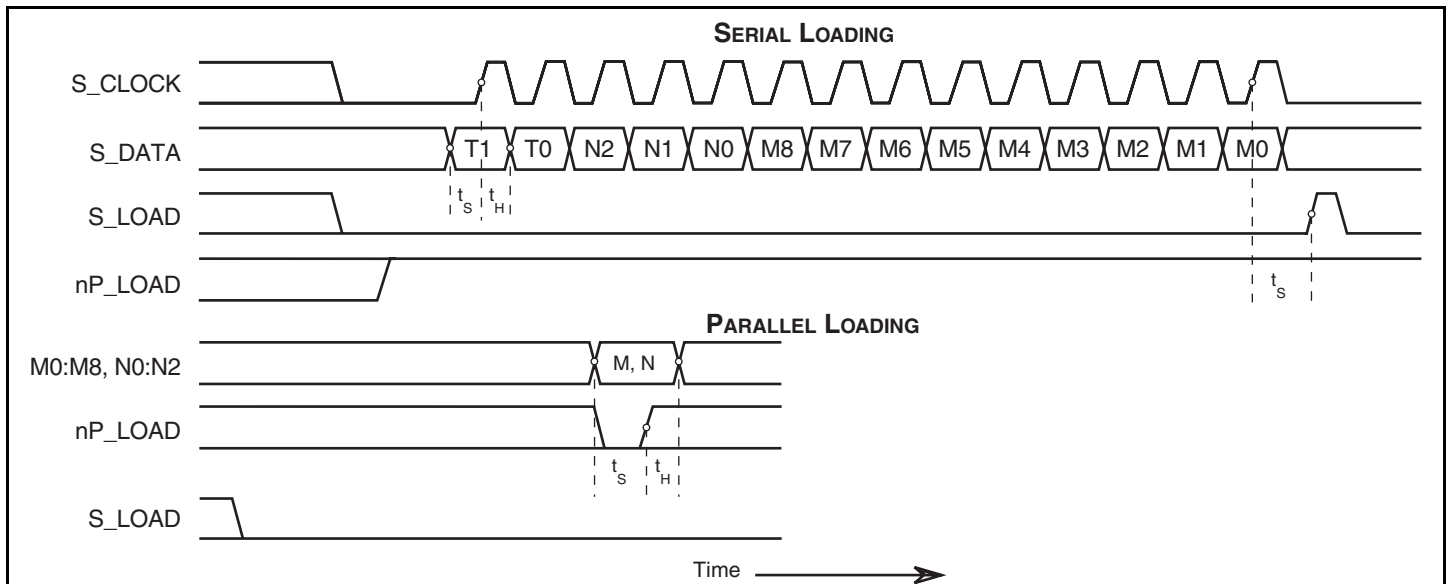 SERIAL LOADING
S_CLOCK
S_DATA T1 T0 N2 N1 N0 M8 M7 M6 M5 M4 M3 M2 M1 M0
tS tH
S_LOAD
nP_LOAD
tS
PARALLEL LOADING
M0:M8, N0:N2 M, N
nP_LOAD
tS tH
S_LOAD
Time